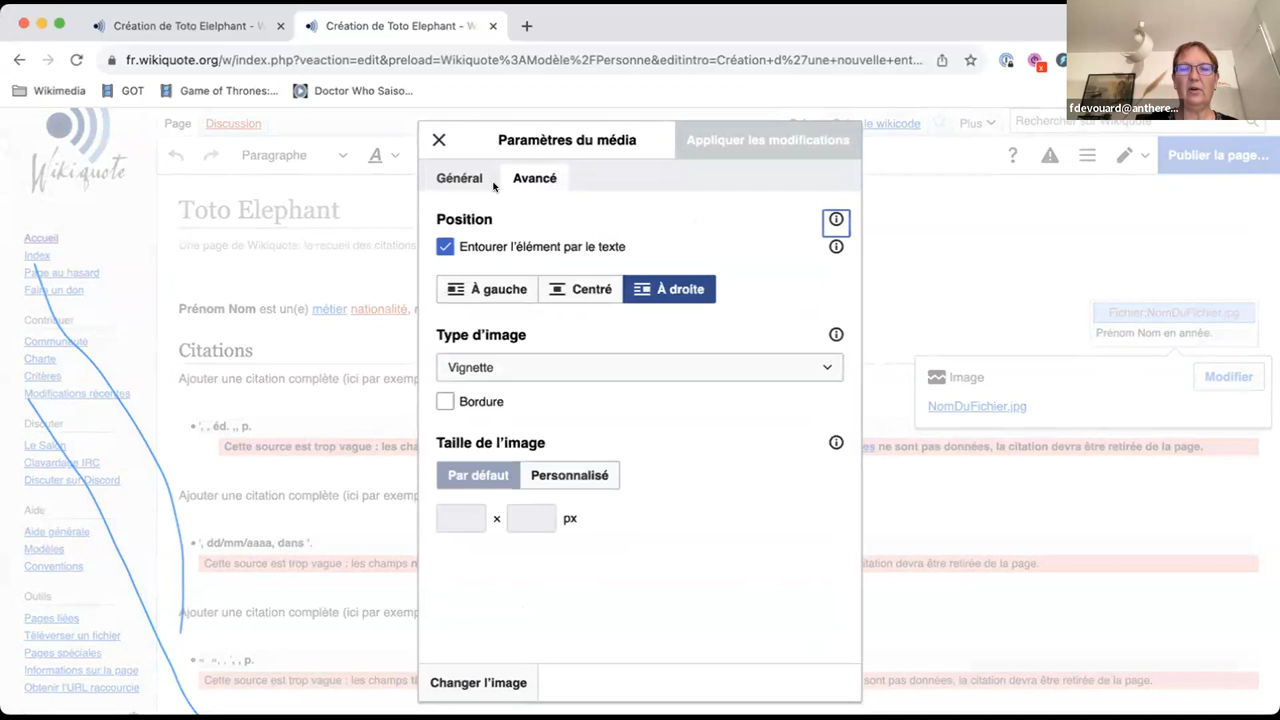 Création de Toto Elelphant - W
Création de Toto Elephant - W
fr.wikiquote.org/w/index.php?veaction=edit&preload=Wikiquote%3AModèle%2FPersonne&editintro=Création+d%27une+nouvelle+ent...
Wikimedia GOT Game of Thrones:... Doctor Who Saiso...
fdevouard@anthere...
Wikiquote
Page Discussion
le wikicode
Plus
Rechercher sur Wikiquote
Paragraphe
A
Publier la page...
Toto Elephant
Une page de Wikiquote, le recueil des citations
Accueil
Index
Page au hasard
Faire un don
Contribuer
Communauté
Charte
Critères
Modifications récentes
Discuter
Le Salon
Clavardage IRC
Discuter sur Discord
Aide
Aide générale
Modèles
Conventions
Outils
Pages liées
Téléverser un fichier
Pages spéciales
Informations sur la page
Obtenir l'URL raccourcie
Prénom Nom est un(e) métier nationalité,
Citations
Ajouter une citation complète (ici par exemp
• ', , éd. ,, p.
Cette source est trop vague : les cha
ne sont pas données, la citation devra être retirée de la page.
Ajouter une citation complète (ici par exemp
• ', dd/mm/aaaa, dans '.
Cette source est trop vague : les champs n
citation devra être retirée de la page.
Ajouter une citation complète (ici par exemp
Cette source est trop vague : les champs
sont pas données, la citation devra être retirée de la page.
Fichier:NomDuFichier.jpg
Prénom Nom en année.
Image
Modifier
NomDuFichier.jpg
Paramètres du média
Appliquer les modifications
Général Avancé
Position
Entourer l'élément par le texte
À gauche Centré À droite
Type d'image
Vignette
Bordure
Taille de l'image
Par défaut Personnalisé
x px
Changer l'image